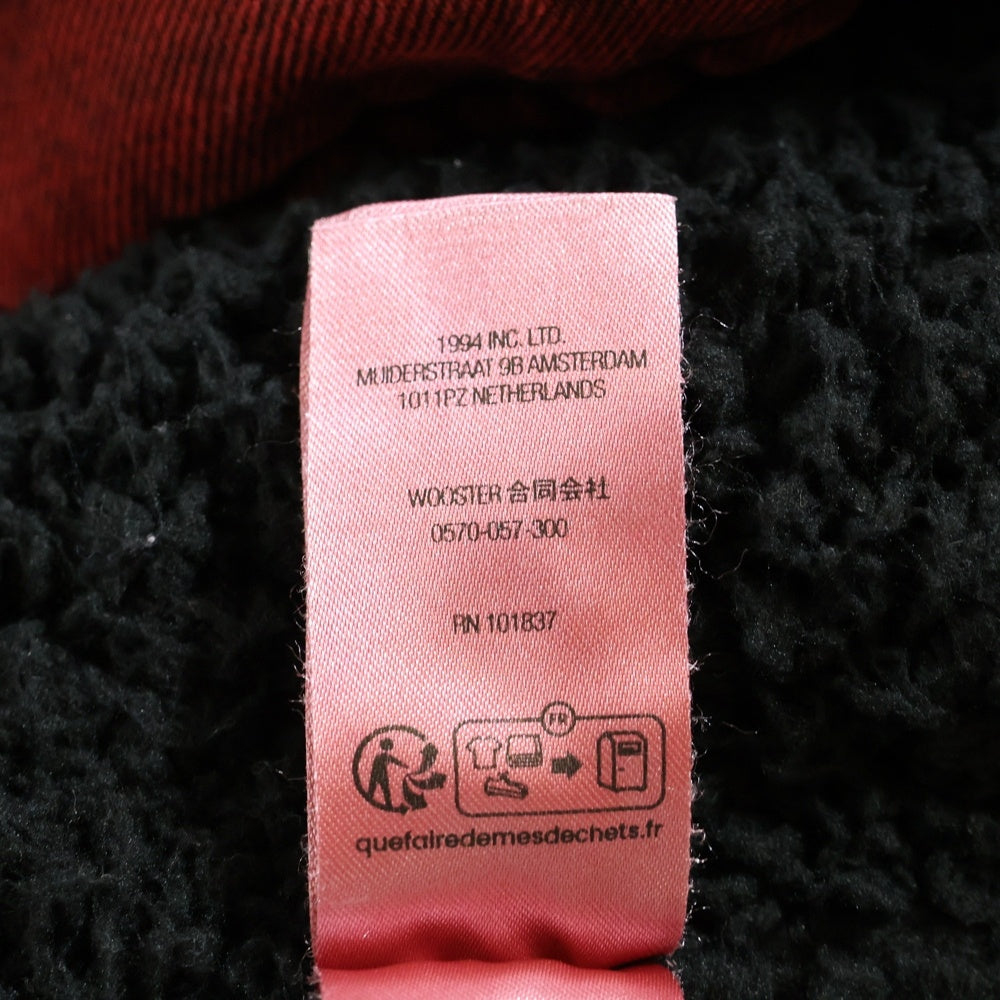 1994 INC. LTD.
MUIDERSTRAAT 9B AMSTERDAM
1011PZ NETHERLANDS
WOOSTER 合同会社
0570-057-300
RN 101837
FR
quefairedemesdechets.fr